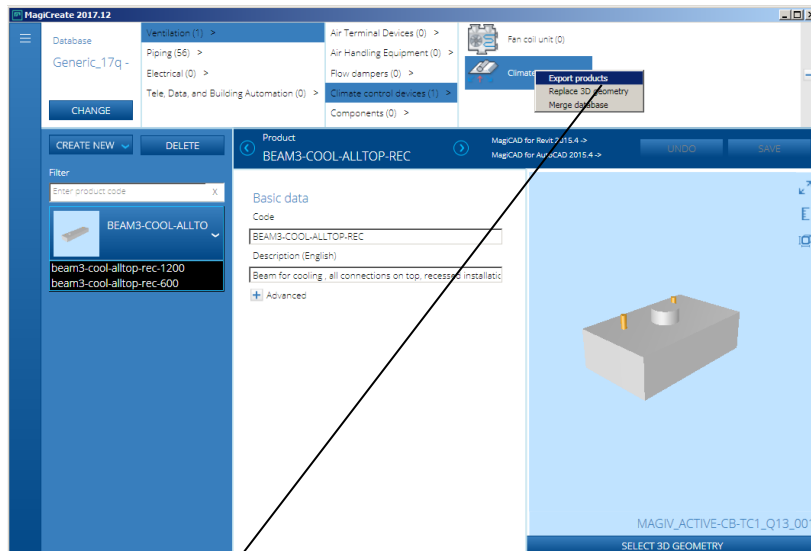 MagiCreate 2017.12
Database
Generic_17q -
CHANGE
Ventilation (1) >
Piping (56) >
Electrical (0) >
Tele, Data, and Building Automation (0) >
Air Terminal Devices (0) >
Air Handling Equipment (0) >
Flow dampers (0) >
Climate control devices (1) >
Components (0) >
Fan coil unit (0)
Climate
Export products
Replace 3D geometry
Merge database
CREATE NEW
DELETE
Filter
Enter product code
X
BEAM3-COOL-ALLTO
beam3-cool-alltop-rec-1200
beam3-cool-alltop-rec-600
Product
BEAM3-COOL-ALLTOP-REC
MagiCAD for Revit 2015.4 ->
MagiCAD for AutoCAD 2015.4 ->
UNDO
SAVE
Basic data
Code
BEAM3-COOL-ALLTOP-REC
Description (English)
Beam for cooling , all connections on top, recessed installatic
+ Advanced
MAGIV_ACTIVE-CB-TC1_Q13_001
SELECT 3D GEOMETRY